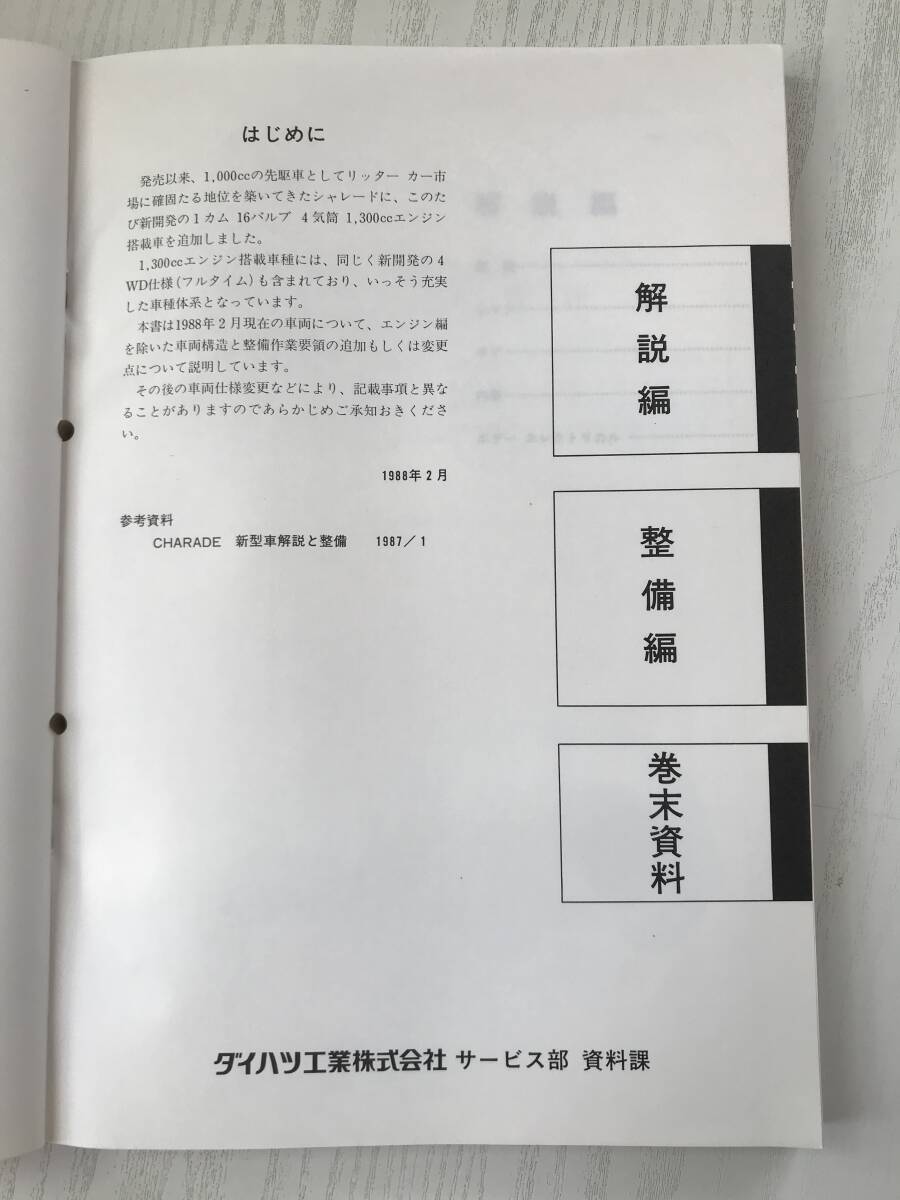 はじめに
発売以来、1,000ccの先駆車としてリッター カー市
場に確固たる地位を築いてきたシャレードに、このた
び新開発の1カム 16バルブ 4気筒 1,300ccエンジン
搭載車を追加しました。
1,300ccエンジン搭載車種には、同じく新開発の4
WD仕様(フルタイム)も含まれており、いっそう充実
した車種体系となっています。
本書は1988年2月現在の車両について、エンジン編
を除いた車両構造と整備作業要領の追加もしくは変更
点について説明しています。
その後の車両仕様変更などにより、記載事項と異な
ることがありますのであらかじめご承知おきくださ
い。
1988年2月
参考資料
CHARADE 新型車解説と整備 1987/1
解説編
整備編
巻末資料
ダイハツ工業株式会社 サービス部 資料課